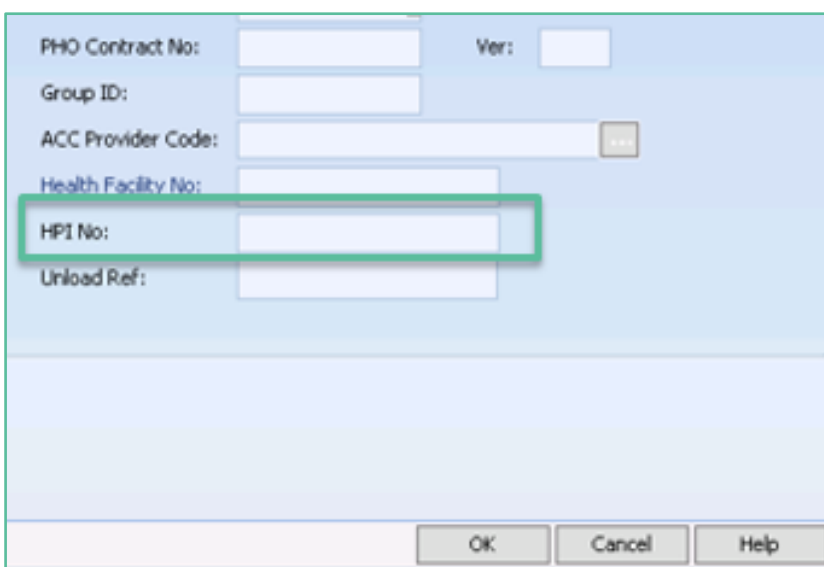 PHO Contract No: Ver:
Group ID:
ACC Provider Code: ...
Health Facility No:
HPI No:
Unload Ref:
OK Cancel Help